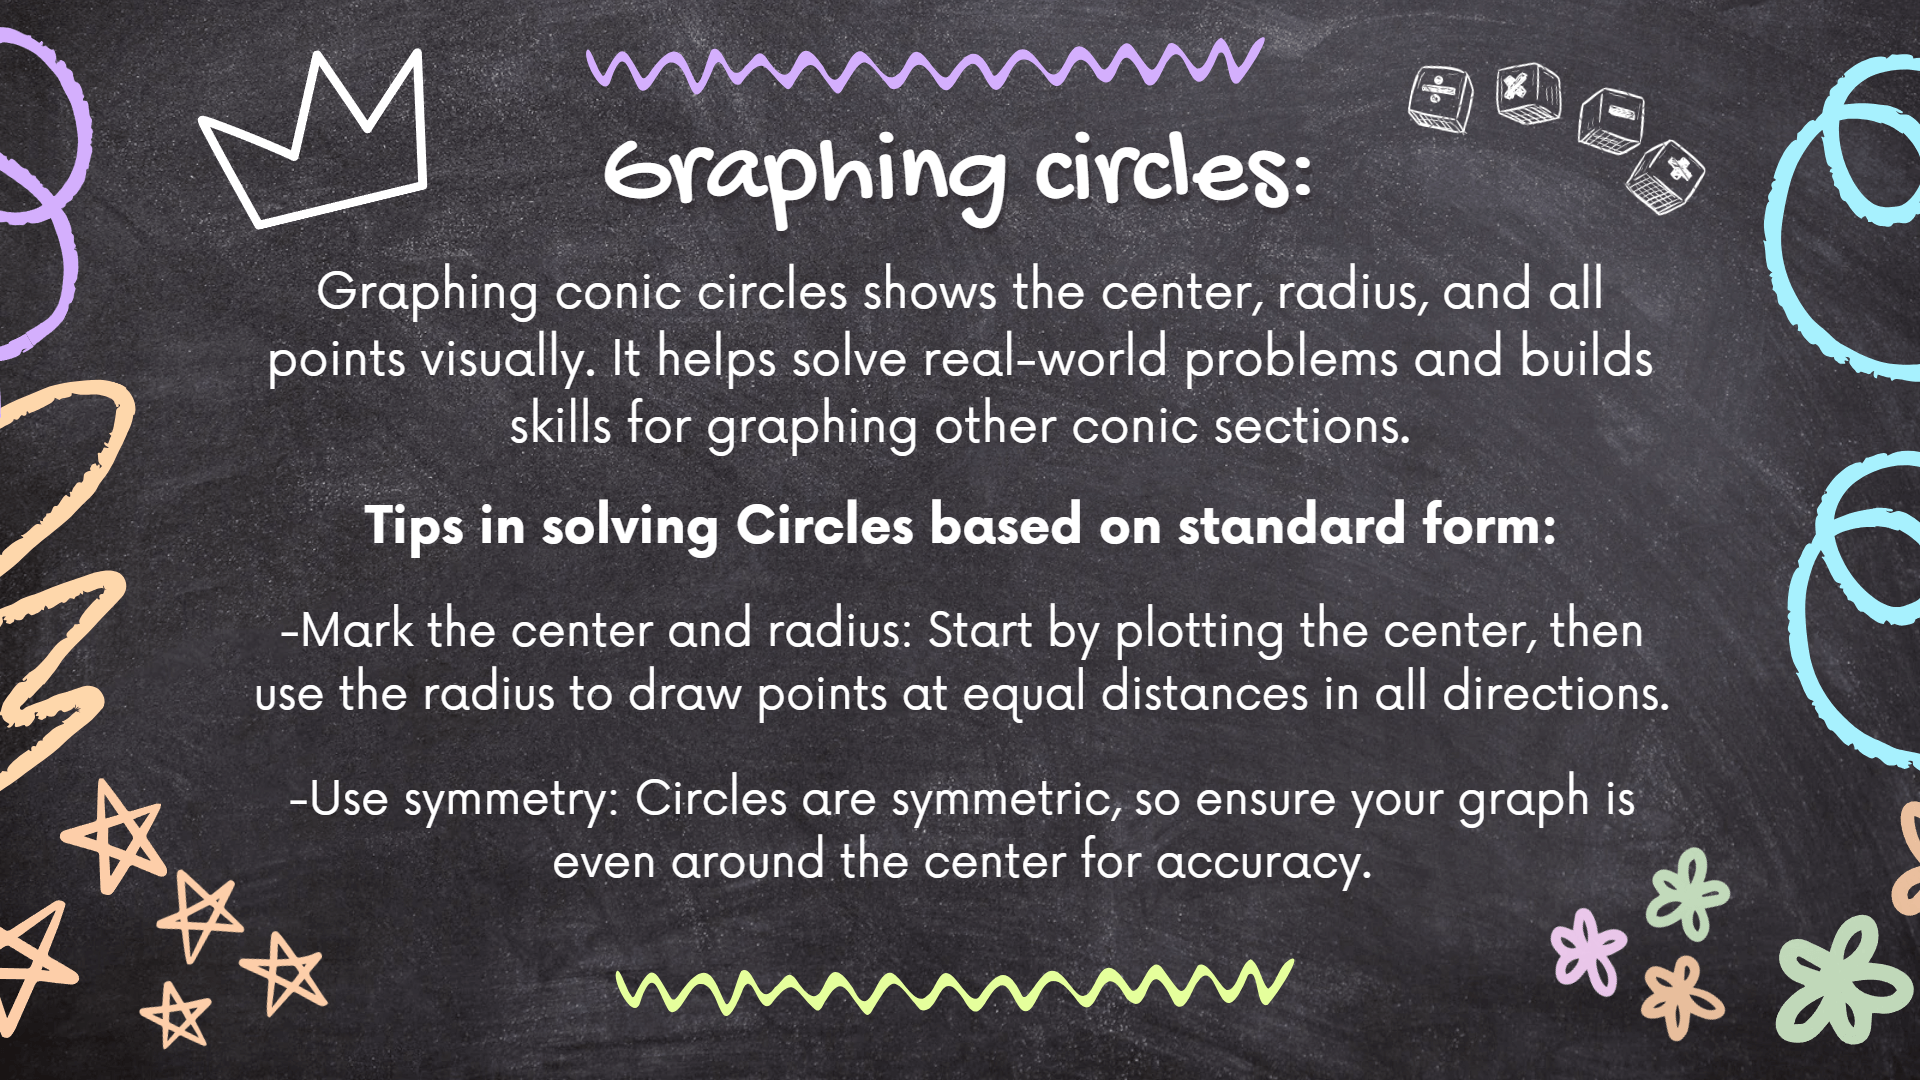 Graphing circles:
Graphing conic circles shows the center, radius, and all
points visually. It helps solve real-world problems and builds
skills for graphing other conic sections.
Tips in solving Circles based on standard form:
-Mark the center and radius: Start by plotting the center, then
use the radius to draw points at equal distances in all directions.
-Use symmetry: Circles are symmetric, so ensure your graph is
even around the center for accuracy.